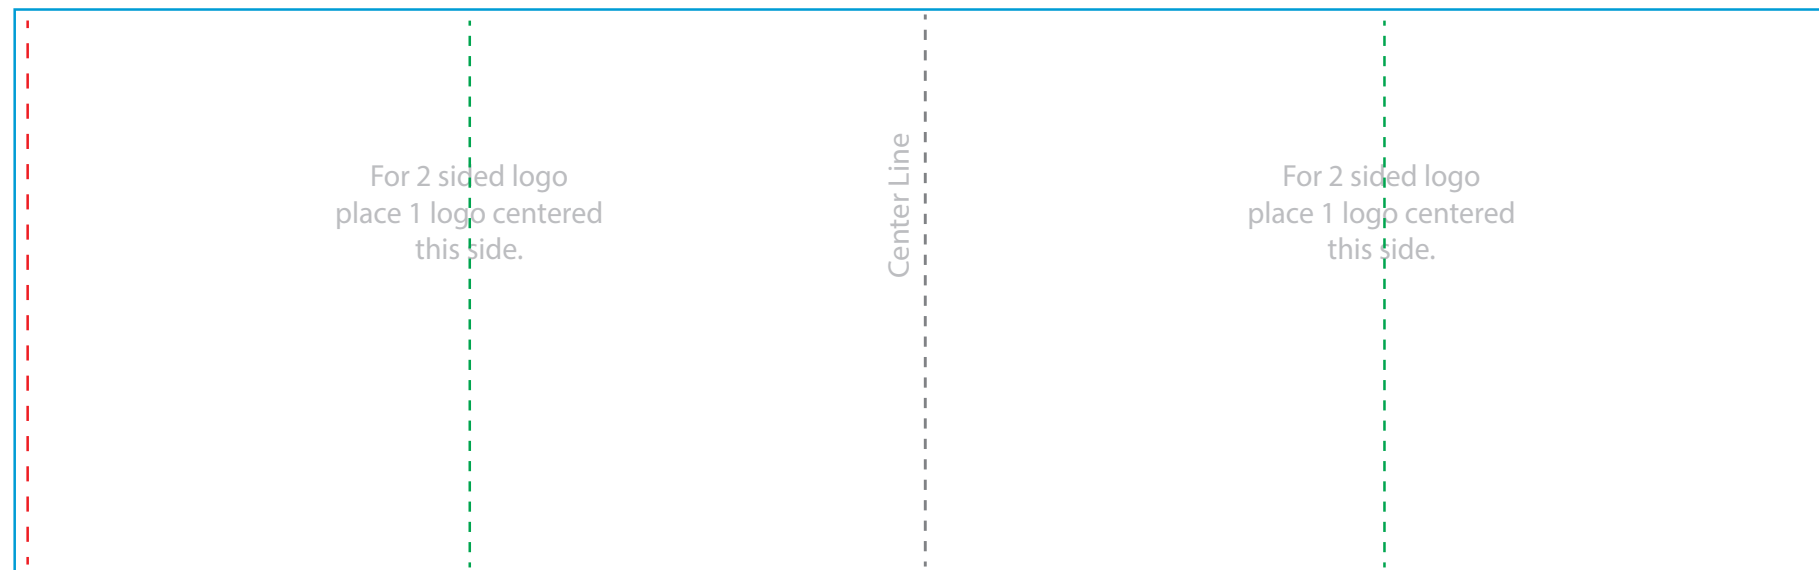 For 2 sided logo
place 1 logo centered
this side.
Center Line
For 2 sided logo
place 1 logo centered
this side.